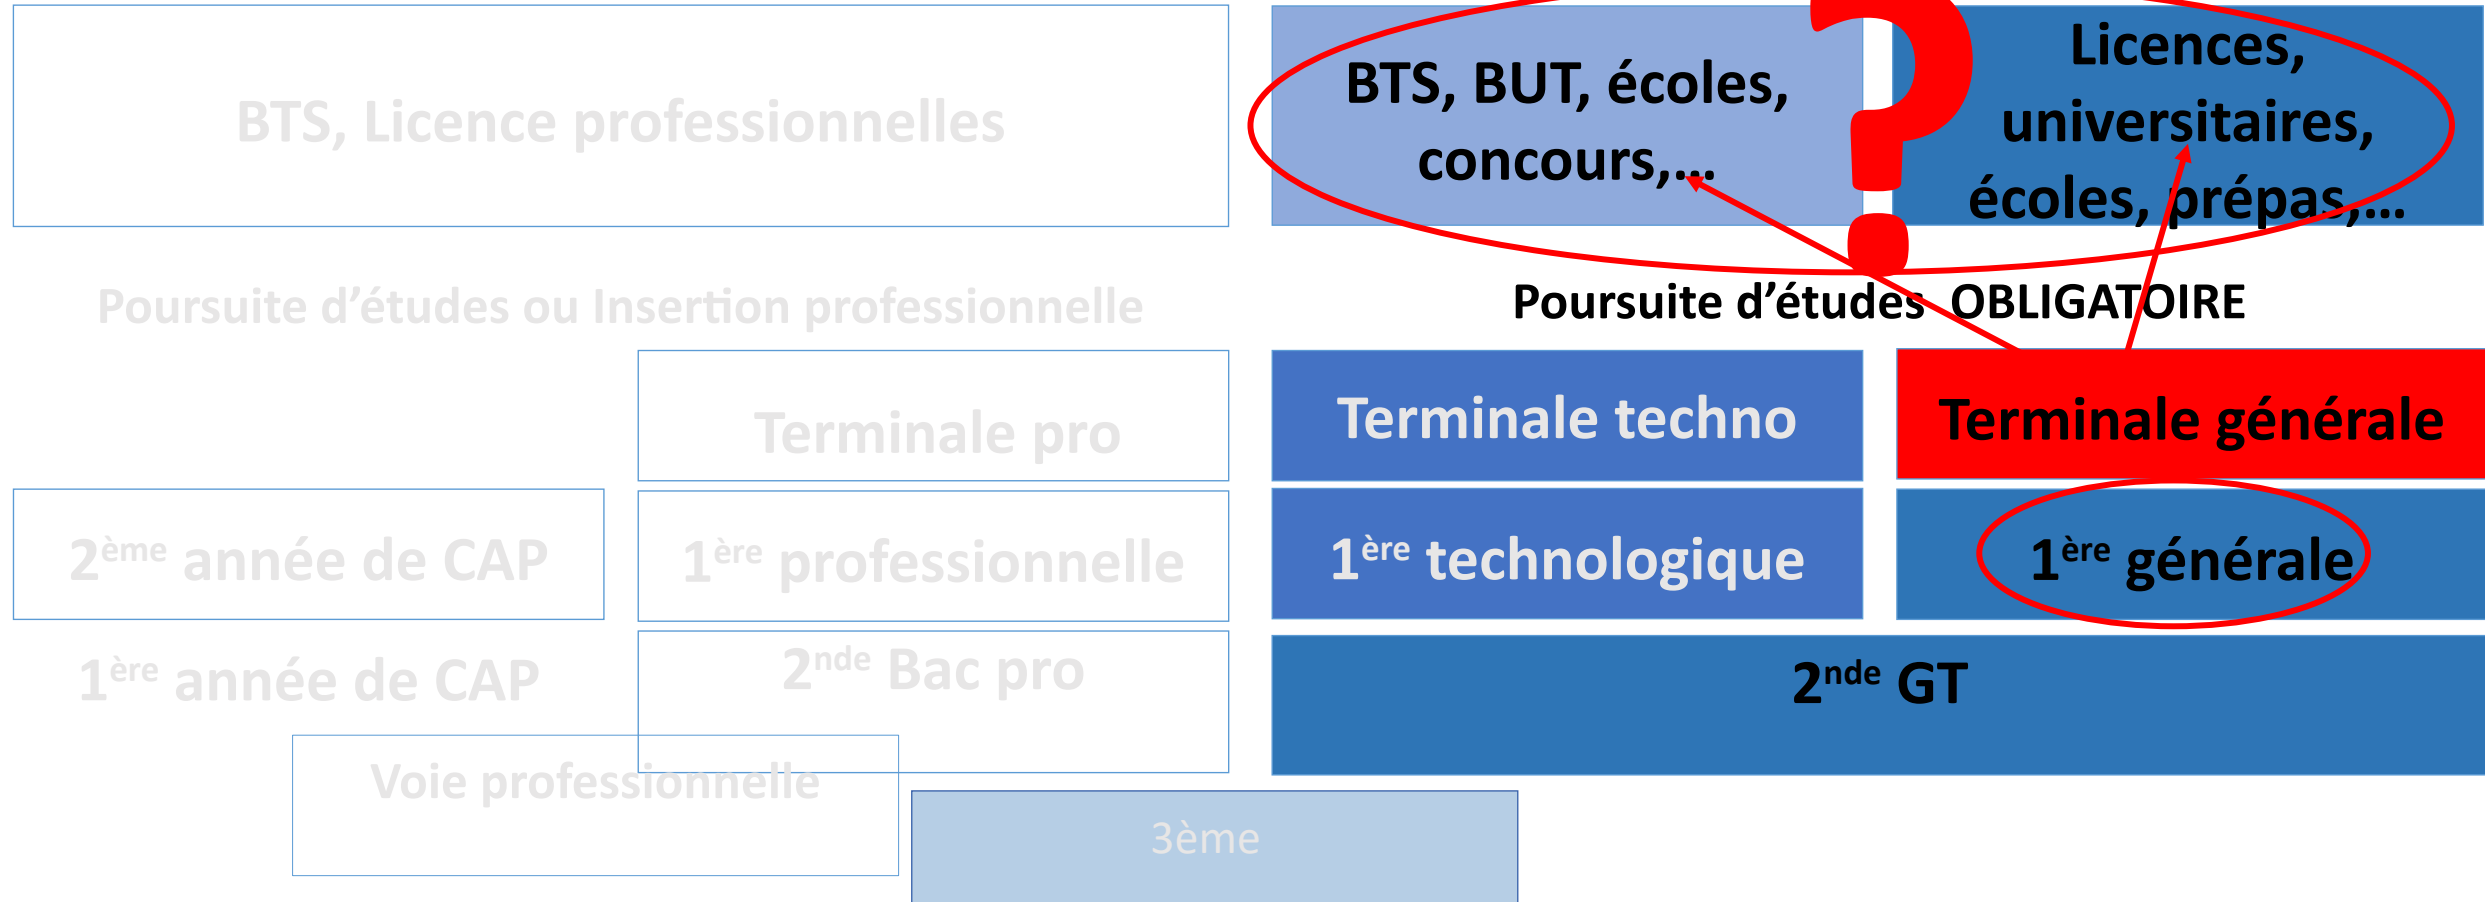 BTS, Licence professionnelles
BTS, BUT, écoles,
concours,...
?
Licences,
universitaires,
écoles, prépas,...
Poursuite d’études ou Insertion professionnelle
Poursuite d’études OBLIGATOIRE
Terminale pro
Terminale techno
Terminale générale
2ème année de CAP
1ère professionnelle
1ère technologique
1ère générale
1ère année de CAP
2nde Bac pro
2nde GT
Voie professionnelle
3ème